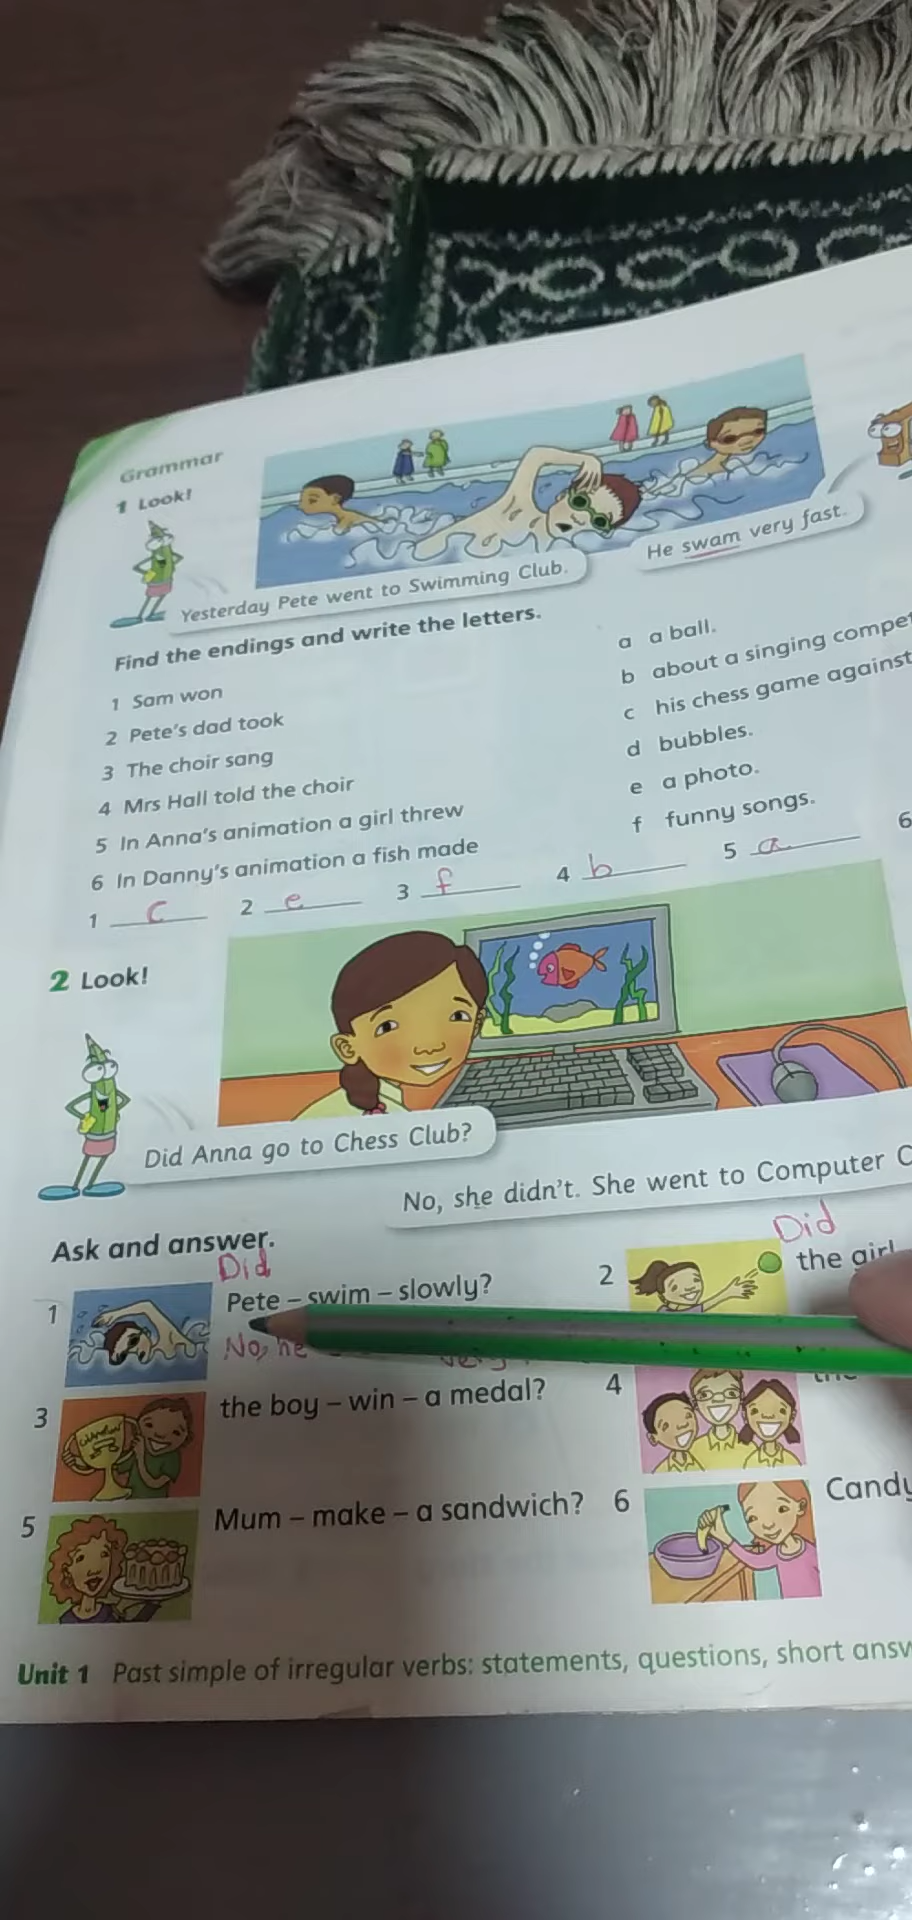 Grammar
1 Look!
Yesterday Pete went to Swimming Club.
He swam very fast.
Find the endings and write the letters.
1 Sam won
2 Pete's dad took
3 The choir sang
4 Mrs Hall told the choir
5 In Anna's animation a girl threw
6 In Danny's animation a fish made
a a ball.
b about a singing
c his chess game against
d bubbles.
e a photo.
f funny songs.
1 c 2 e 3 f 4 b 5 a 6
2 Look!
Did Anna go to Chess Club?
No, she didn't. She went to Computer
Ask and answer.
Did
1 Pete – swim – slowly?
No, he
Did
2 the girl
3 the boy – win – a medal?
4
5 Mum – make – a sandwich?
6 Candy
Unit 1 Past simple of irregular verbs: statements, questions, short